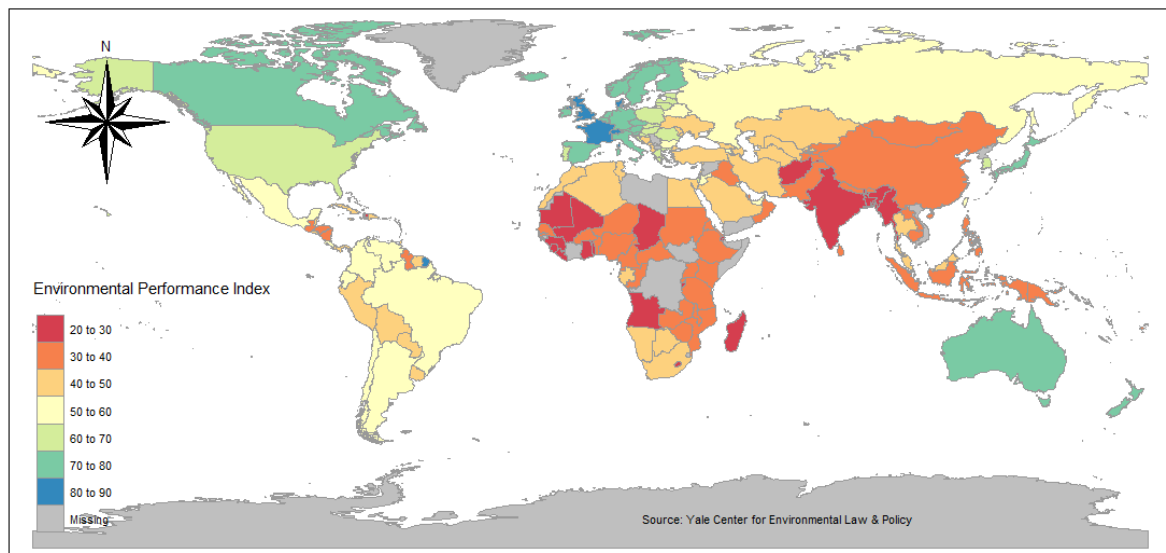 N
Environmental Performance Index
20 to 30
30 to 40
40 to 50
50 to 60
60 to 70
70 to 80
80 to 90
Missing
Source: Yale Center for Environmental Law & Policy